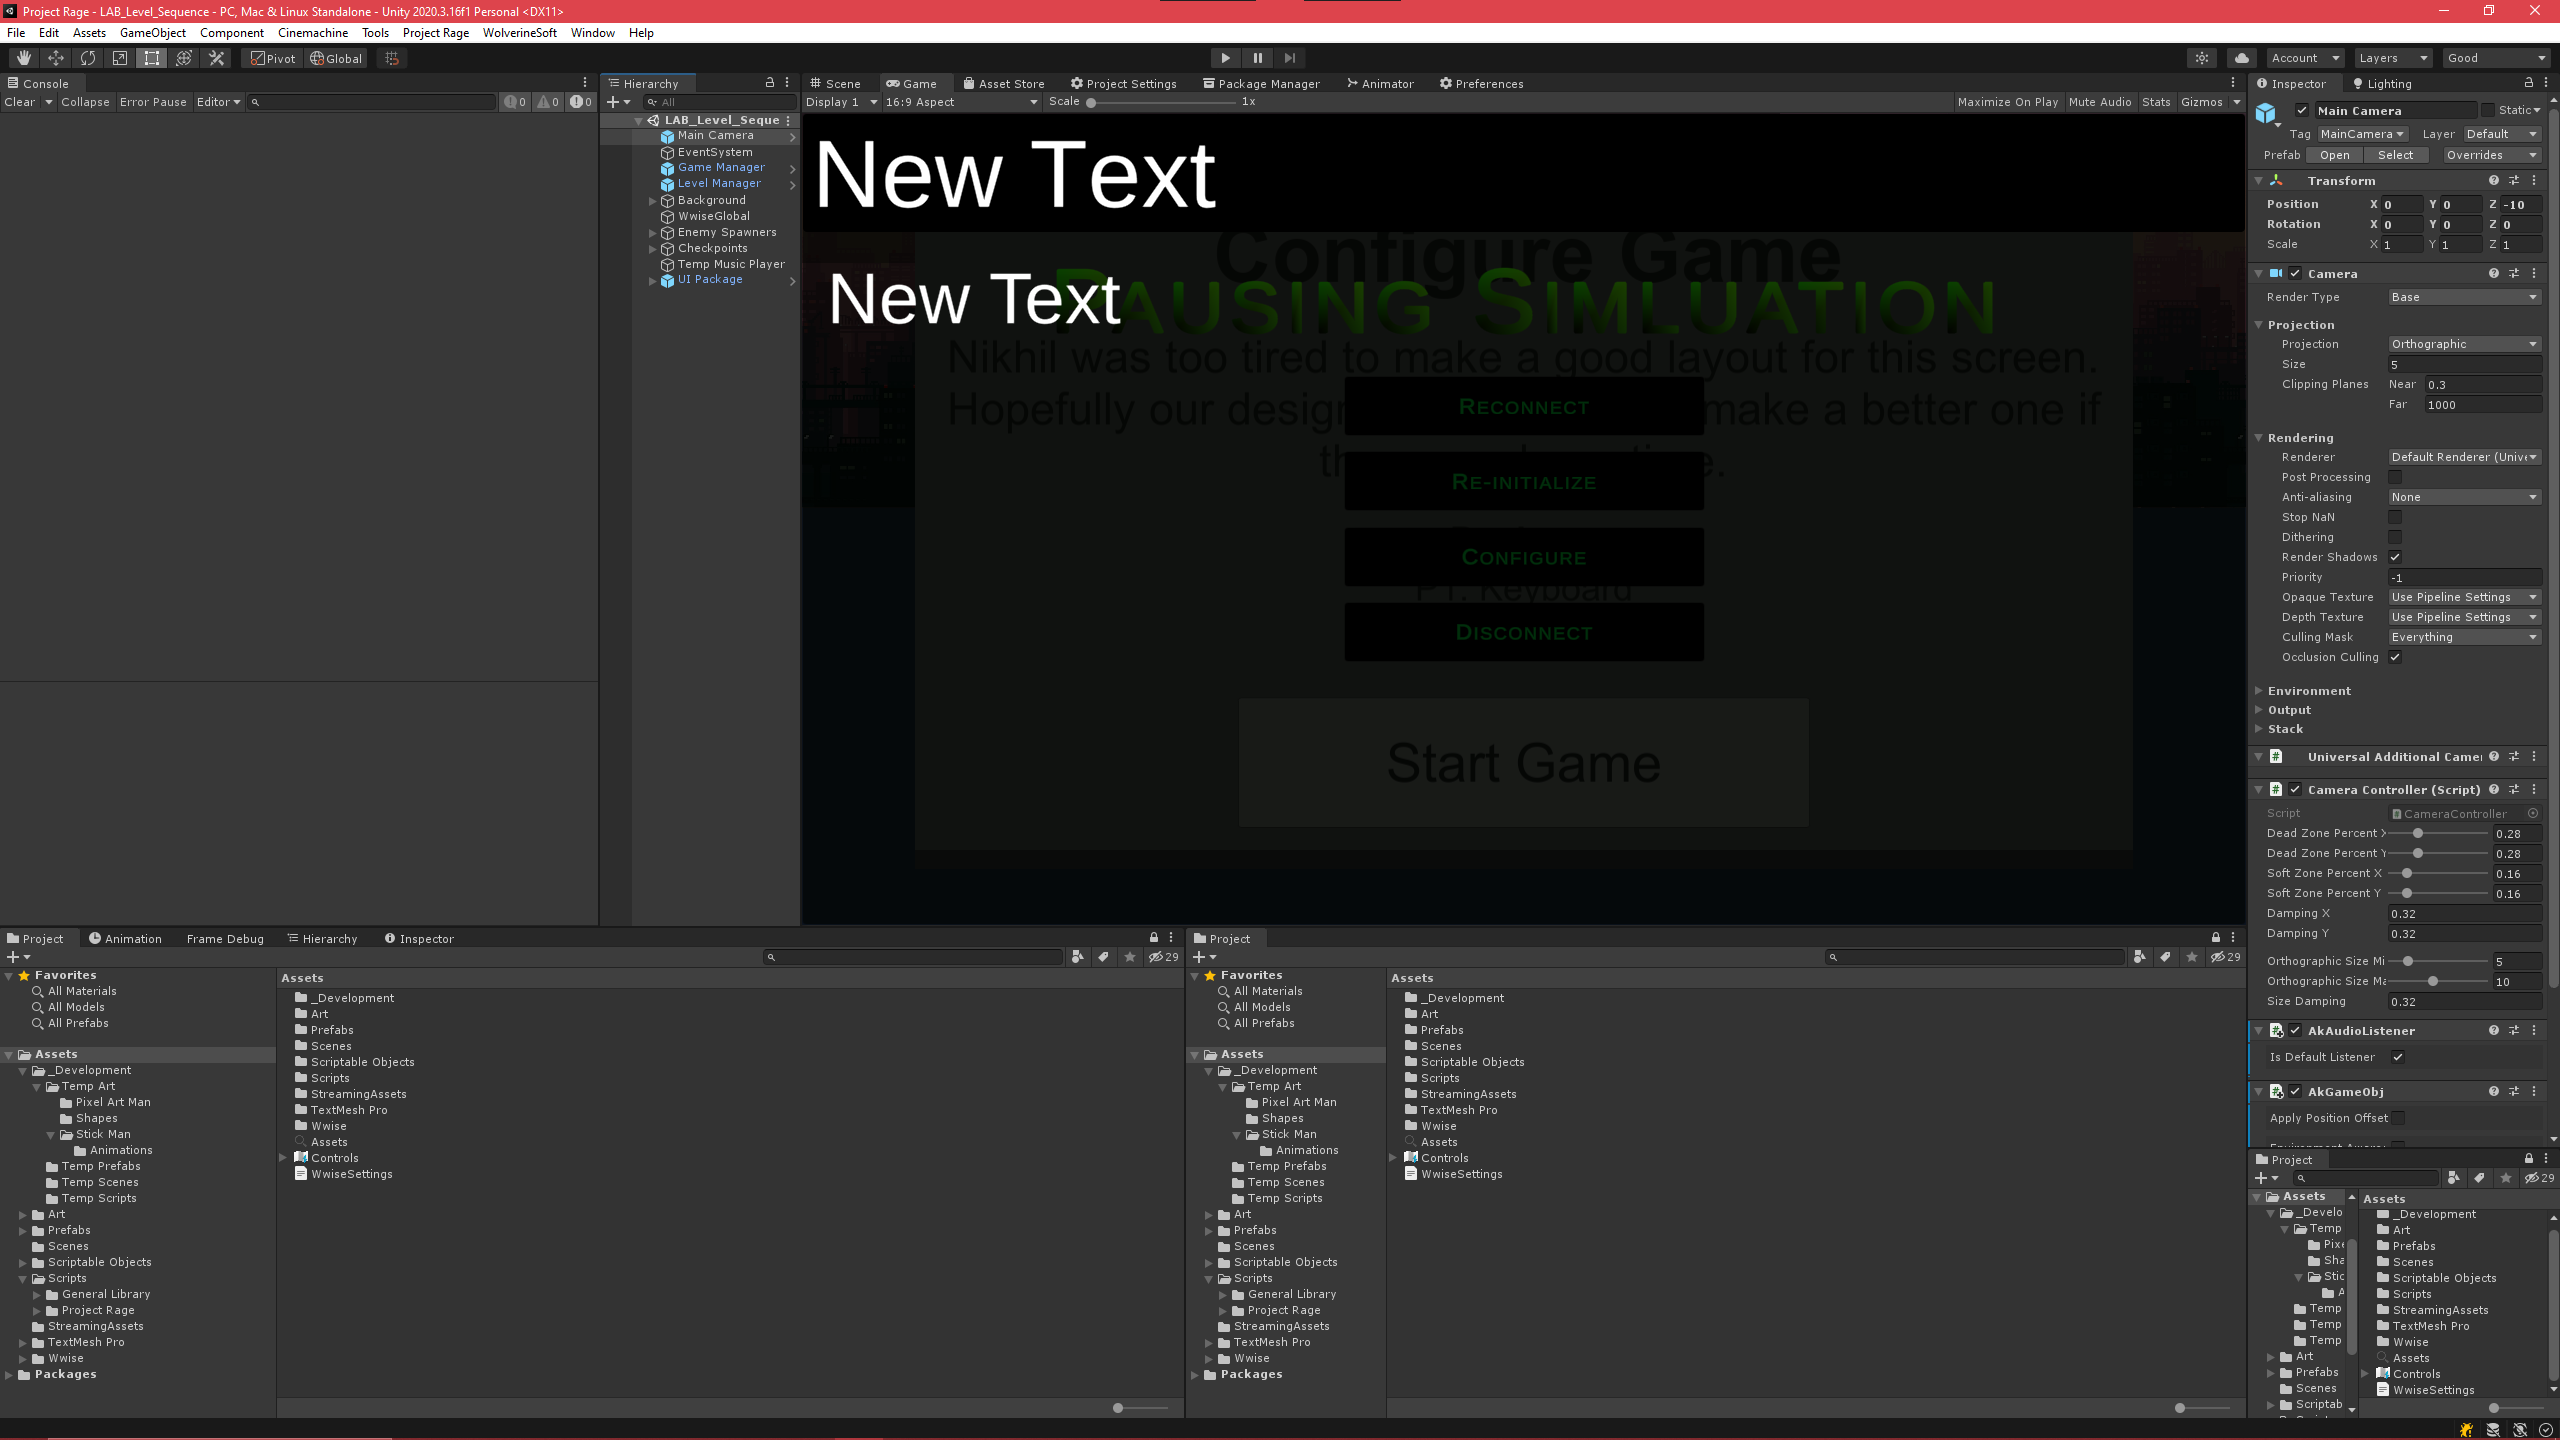 Project Rage - LAB_Level_Sequence - PC, Mac & Linux Standalone - Unity 2020.3.16f1 Personal <DX11>
File Edit Assets GameObject Component Cinemachine Tools Project Rage WolverineSoft Window Help
Pivot Global Account Layers Good
Console
Clear Collapse Error Pause Editor 0 0 0
Hierarchy
All
LAB_Level_Seque
Main Camera
EventSystem
Game Manager
Level Manager
Background
WwiseGlobal
Enemy Spawners
Checkpoints
Temp Music Player
UI Package
Scene Game Asset Store Project Settings Package Manager Animator Preferences
Display 1 16:9 Aspect Scale 1x Maximize On Play Mute Audio Stats Gizmos
New Text
Configure Game
New Text
Pausing Simluation
Nikhil was too tired to make a good layout for this screen.
Hopefully our desigr make a better one if
Reconnect
Re-initialize
Configure
P1: Keyboard
Disconnect
Start Game
Inspector Lighting
Main Camera Static
Tag MainCamera Layer Default
Prefab Open Select Overrides
Transform
Position X 0 Y 0 Z -10
Rotation X 0 Y 0 Z 0
Scale X 1 Y 1 Z 1
Camera
Render Type Base
Projection
Projection Orthographic
Size 5
Clipping Planes Near 0.3
Far 1000
Rendering
Renderer Default Renderer (Unive
Post Processing
Anti-aliasing None
Stop NaN
Dithering
Render Shadows
Priority -1
Opaque Texture Use Pipeline Settings
Depth Texture Use Pipeline Settings
Culling Mask Everything
Occlusion Culling
Environment
Output
Stack
Universal Additional Came
Camera Controller (Script)
Script CameraController
Dead Zone Percent X 0.28
Dead Zone Percent Y 0.28
Soft Zone Percent X 0.16
Soft Zone Percent Y 0.16
Damping X 0.32
Damping Y 0.32
Orthographic Size Mi 5
Orthographic Size Ma 10
Size Damping 0.32
AkAudioListener
Is Default Listener
AkGameObj
Apply Position Offset
Project Animation Frame Debug Hierarchy Inspector
29
Favorites
All Materials
All Models
All Prefabs
Assets
_Development
Temp Art
Pixel Art Man
Shapes
Stick Man
Animations
Temp Prefabs
Temp Scenes
Temp Scripts
Art
Prefabs
Scenes
Scriptable Objects
Scripts
General Library
Project Rage
StreamingAssets
TextMesh Pro
Wwise
Packages
Assets
_Development
Art
Prefabs
Scenes
Scriptable Objects
Scripts
StreamingAssets
TextMesh Pro
Wwise
Assets
Controls
WwiseSettings
Project
29
Favorites
All Materials
All Models
All Prefabs
Assets
_Development
Temp Art
Pixel Art Man
Shapes
Stick Man
Animations
Temp Prefabs
Temp Scenes
Temp Scripts
Art
Prefabs
Scenes
Scriptable Objects
Scripts
General Library
Project Rage
StreamingAssets
TextMesh Pro
Wwise
Packages
Assets
_Development
Art
Prefabs
Scenes
Scriptable Objects
Scripts
StreamingAssets
TextMesh Pro
Wwise
Assets
Controls
WwiseSettings
Project
29
Assets
_Develo
Temp
Pixe
Sha
Stic
A
Temp
Temp
Temp
Art
Prefabs
Scenes
Scriptab
Assets
_Development
Art
Prefabs
Scenes
Scriptable Objects
Scripts
StreamingAssets
TextMesh Pro
Wwise
Assets
Controls
WwiseSettings